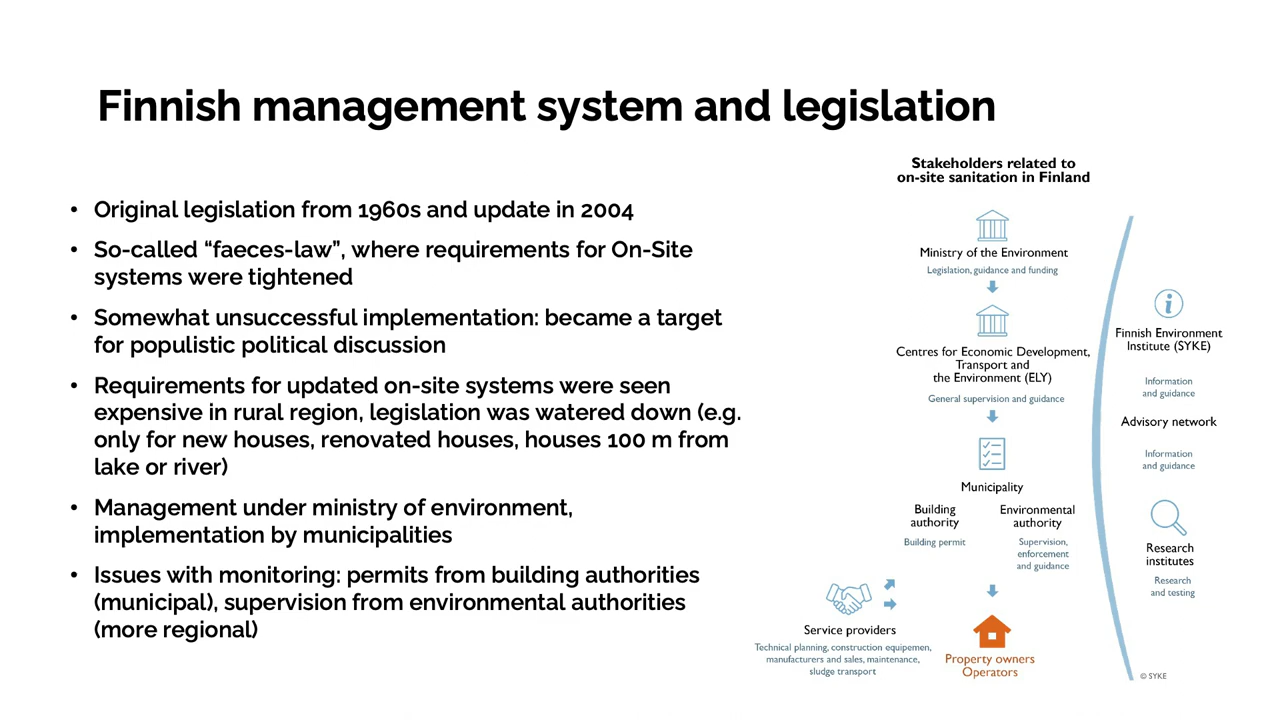 Finnish management system and legislation
• Original legislation from 1960s and update in 2004
• So-called “faeces-law”, where requirements for On-Site
systems were tightened
• Somewhat unsuccessful implementation: became a target
for populistic political discussion
• Requirements for updated on-site systems were seen
expensive in rural region, legislation was watered down (e.g.
only for new houses, renovated houses, houses 100 m from
lake or river)
• Management under ministry of environment,
implementation by municipalities
• Issues with monitoring: permits from building authorities
(municipal), supervision from environmental authorities
(more regional)
Stakeholders related to
on-site sanitation in Finland
Ministry of the Environment
Legislation, guidance and funding
Centres for Economic Development,
Transport and
the Environment (ELY)
General supervision and guidance
Municipality
Building
authority
Building permit
Environmental
authority
Supervision,
enforcement
and guidance
Service providers
Technical planning, construction equipemen,
manufacturers and sales, maintenance,
sludge transport
Property owners
Operators
Finnish Environment
Institute (SYKE)
Information
and guidance
Advisory network
Information
and guidance
Research
institutes
Research
and testing
© SYKE